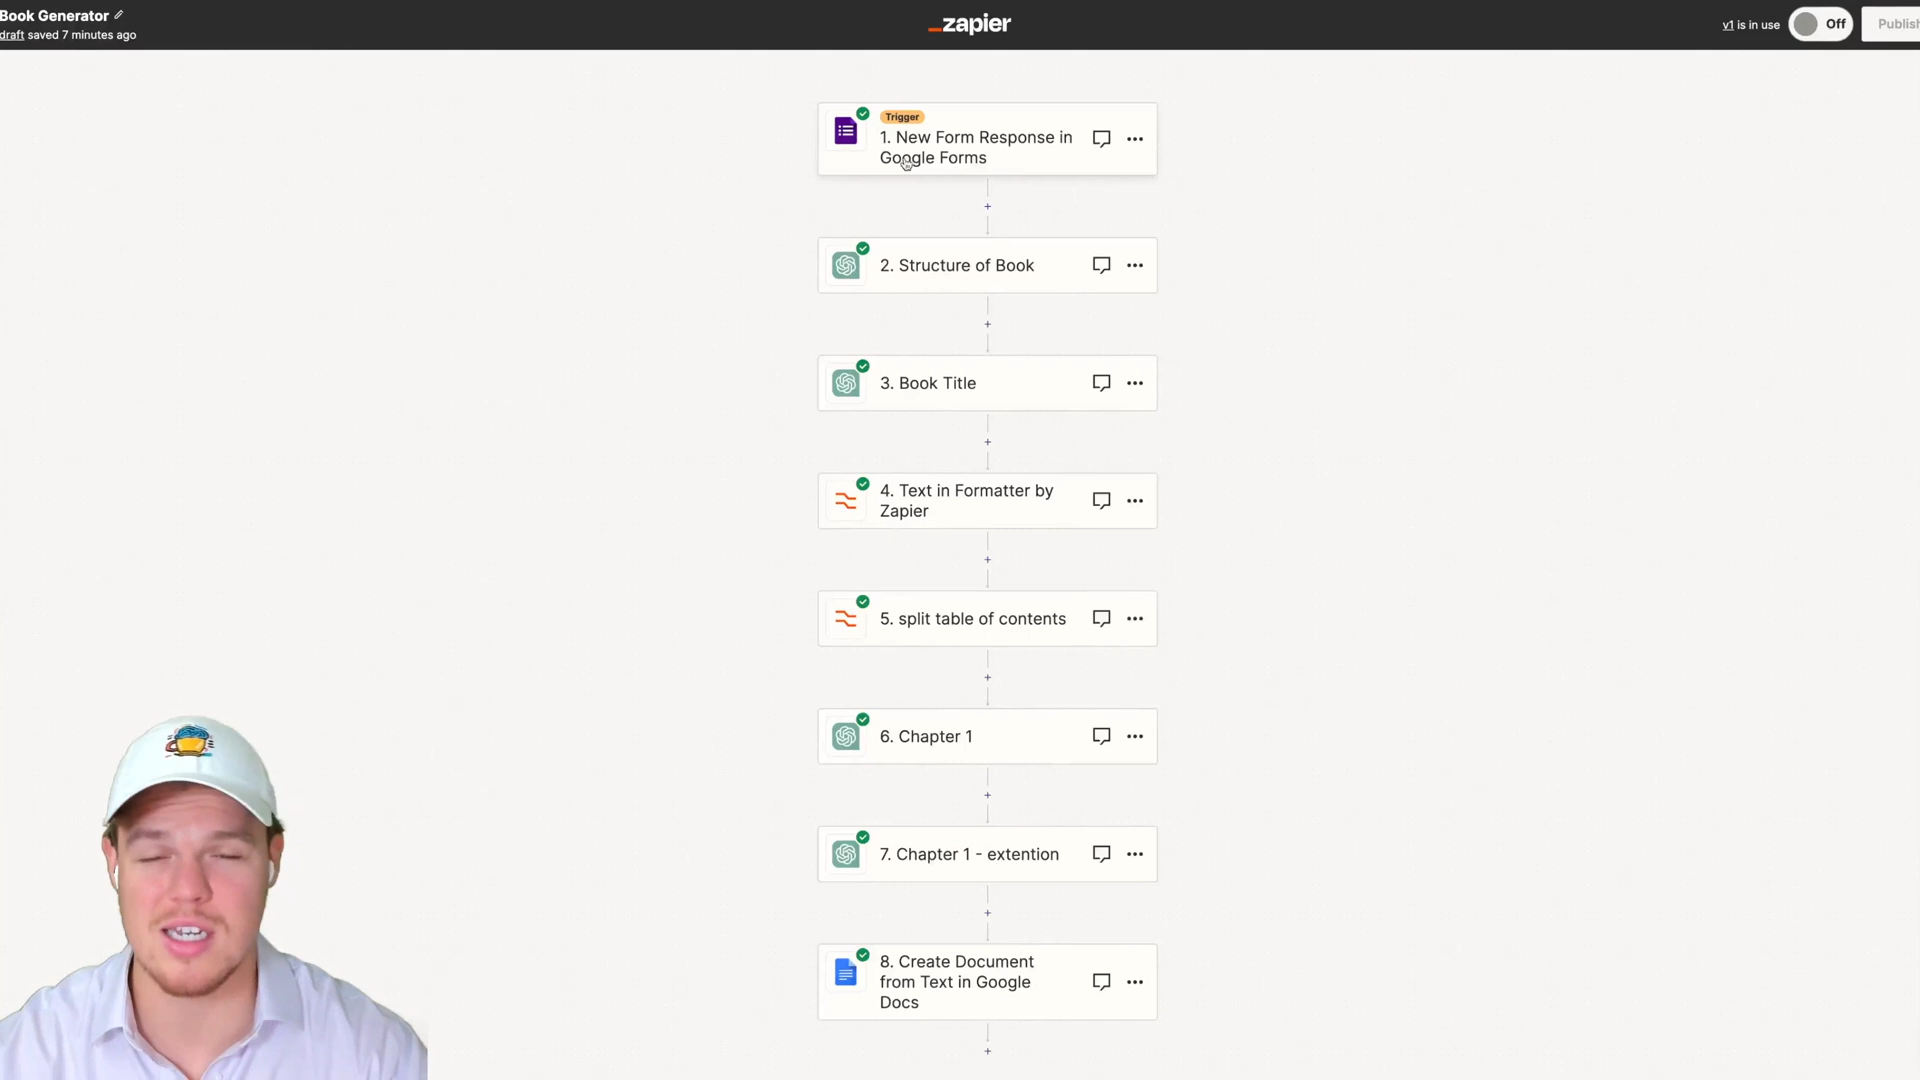 Book Generator
draft saved 7 minutes ago
zapier
v1 is in use
Off
Publish
Trigger
1. New Form Response in
Google Forms
2. Structure of Book
3. Book Title
4. Text in Formatter by
Zapier
5. split table of contents
6. Chapter 1
7. Chapter 1 - extention
8. Create Document
from Text in Google
Docs